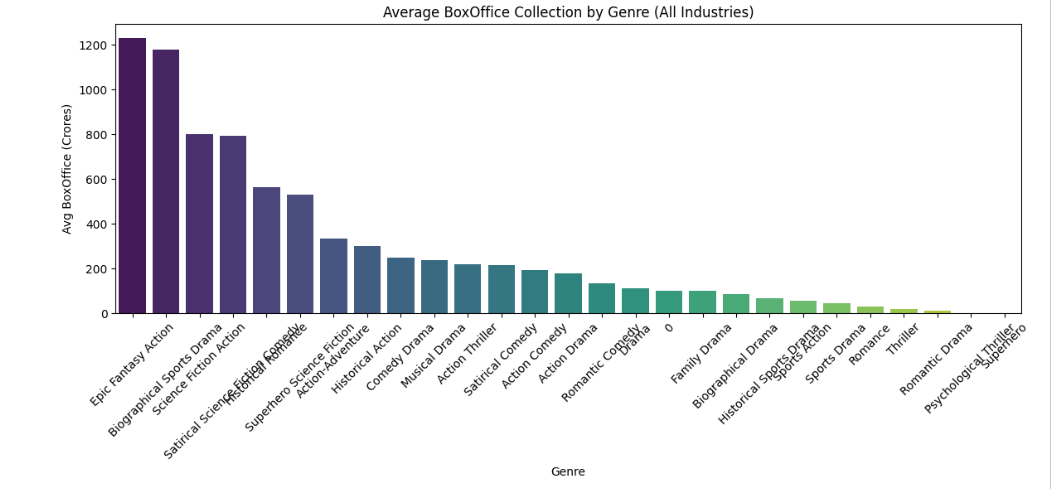 Average BoxOffice Collection by Genre (All Industries)
Avg BoxOffice (Crores)
1200
1000
800
600
400
200
0
Epic Fantasy Action
Biographical Sports Drama
Science Fiction Action
Satirical Science Fiction Comedy
Historical Romance
Superhero Science Fiction
Action-Adventure
Historical Action
Comedy Drama
Musical Drama
Action Thriller
Satirical Comedy
Action Comedy
Action Drama
Romantic Comedy
Drama
0
Family Drama
Biographical Drama
Historical Sports Drama
Sports Action
Sports Drama
Romance
Thriller
Romantic Drama
Psychological Thriller
Superhero
Genre